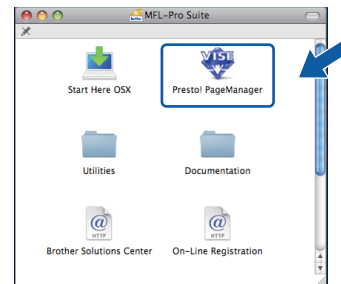 MFL-Pro Suite
VISE
Start Here OSX
Presto! PageManager
Utilities
Documentation
@
HTTP
@
HTTP
Brother Solutions Center
On-Line Registration